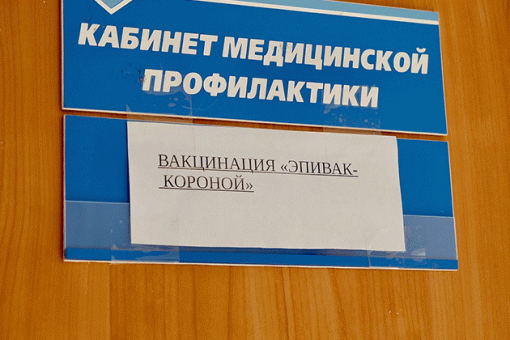 КАБИНЕТ МЕДИЦИНСКОЙ
ПРОФИЛАКТИКИ
ВАКЦИНАЦИЯ «ЭПИВАК-
КОРОНОЙ»